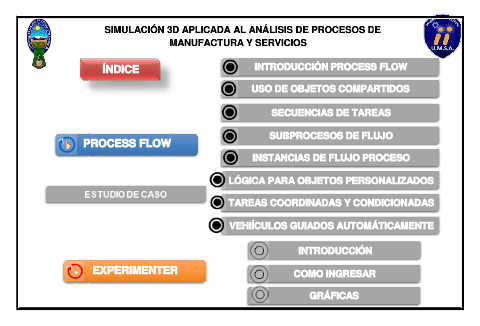 SIMULACIÓN 3D APLICADA AL ANÁLISIS DE PROCESOS DE
MANUFACTURA Y SERVICIOS
U.M.S.A.
ÍNDICE
INTRODUCCIÓN PROCESS FLOW
USO DE OBJETOS COMPARTIDOS
SECUENCIAS DE TAREAS
PROCESS FLOW
SUBPROCESOS DE FLUJO
INSTANCIAS DE FLUJO PROCESO
LÓGICA PARA OBJETOS PERSONALIZADOS
ESTUDIO DE CASO
TAREAS COORDINADAS Y CONDICIONADAS
VEHÍCULOS GUIADOS AUTOMÁTICAMENTE
INTRODUCCIÓN
EXPERIMENTER
COMO INGRESAR
GRÁFICAS